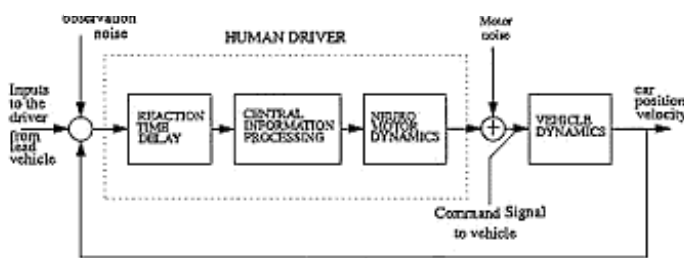 observation
noise
HUMAN DRIVER
Motor
noise
Inputs
to the
driver
from lead
vehicle
REACTION
TIME
DELAY
CENTRAL
INFORMATION
PROCESSING
NEURO
MOTOR
DYNAMICS
+
VEHICLE
DYNAMICS
car
position
velocity
Command Signal
to vehicle